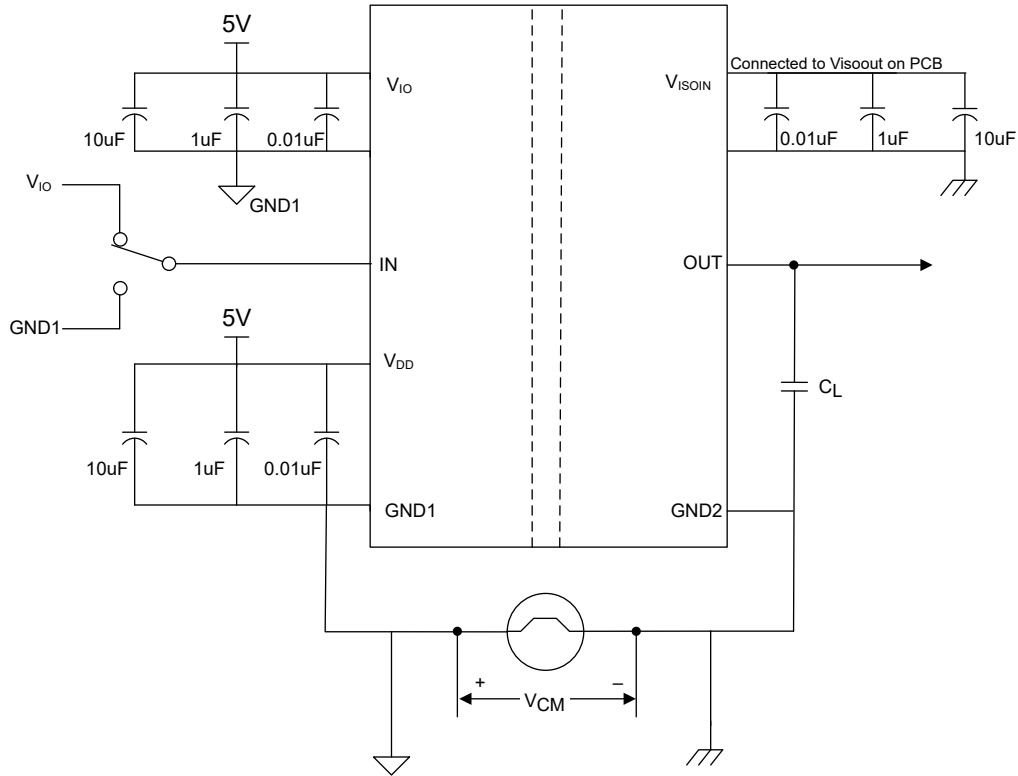 5V
Connected to Visoout on PCB
VIO
VISOIN
10uF
1uF
0.01uF
0.01uF
1uF
10uF
VIO
GND1
IN
OUT
GND1
5V
VDD
CL
10uF
1uF
0.01uF
GND1
GND2
+
–
VCM